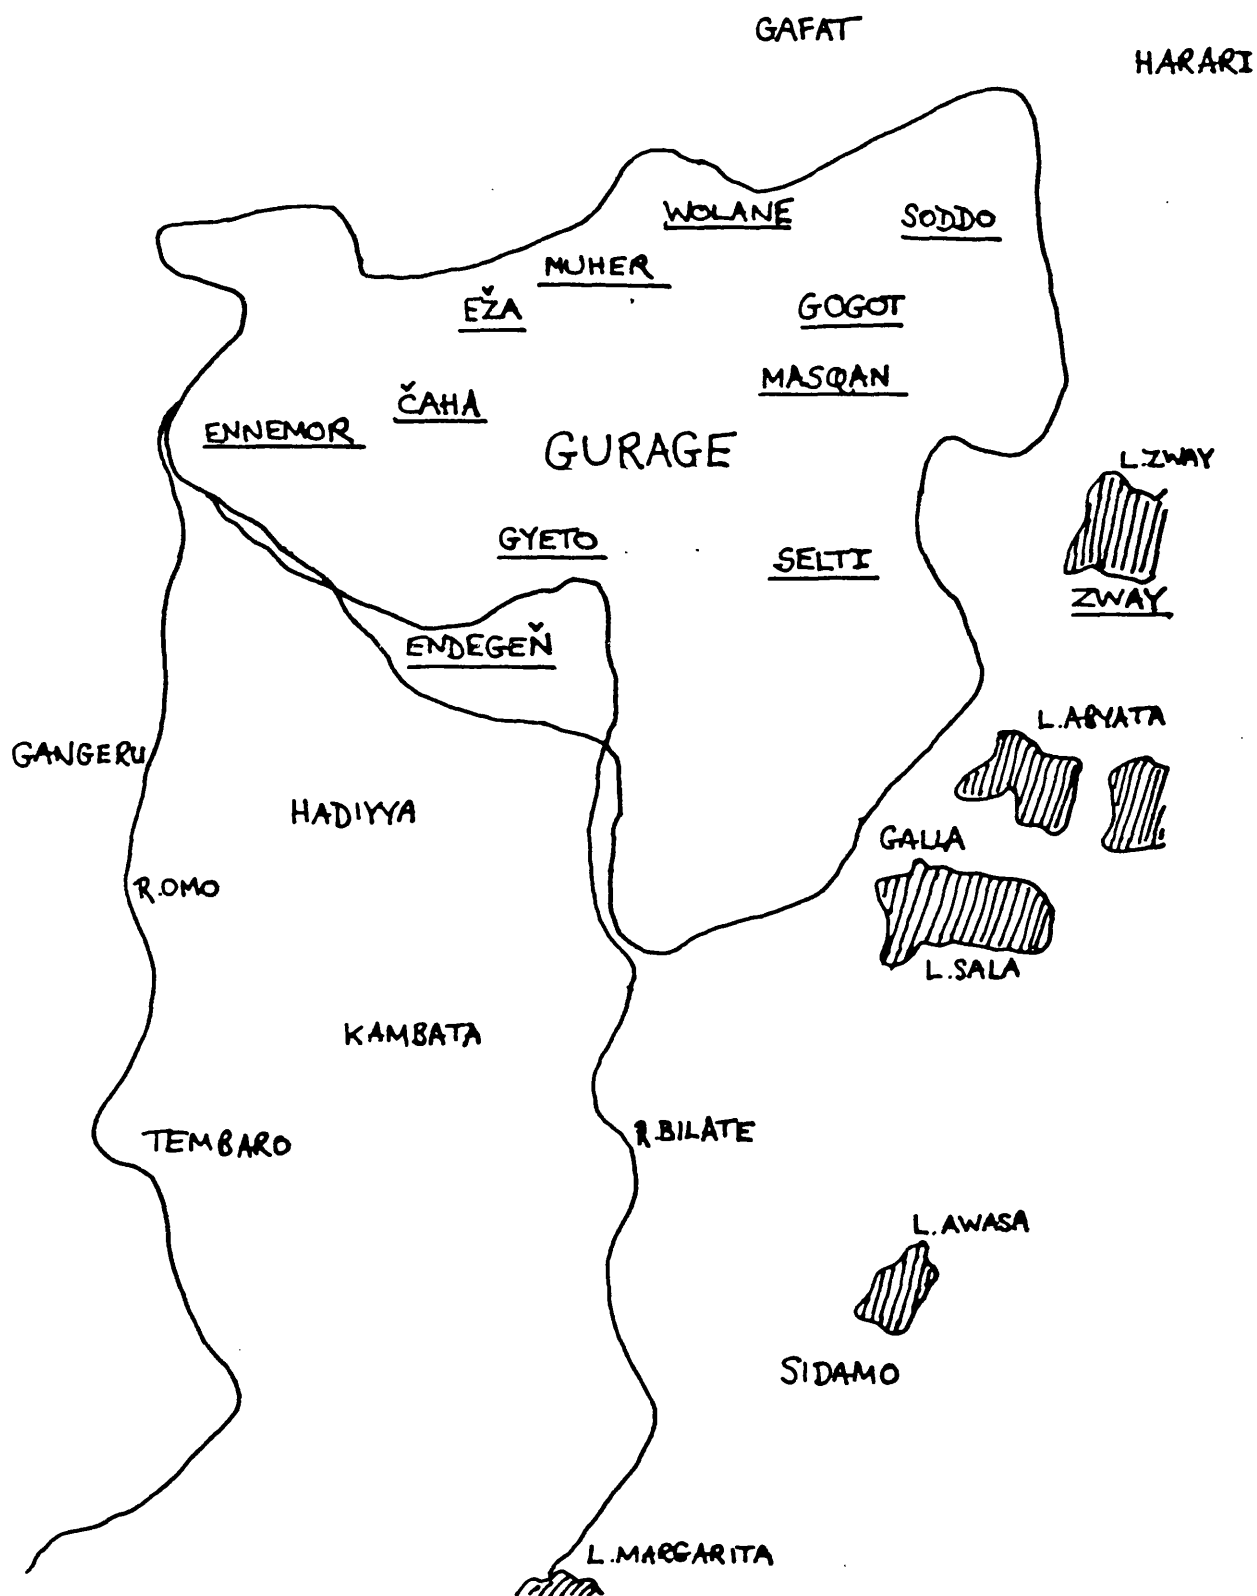 GAFAT
HARARI
WOLANE
SODDO
MUHER
EŽA
GOGOT
MASQAN
ČAHA
ENNEMOR
GURAGE
L.ZWAY
GYETO
SELTI
ZWAY
ENDEGEŇ
L.ABYATA
GANGERU
HADIYYA
GALLA
R.OMO
L.SALA
KAMBATA
R.BILATE
TEMBARO
L.AWASA
SIDAMO
L.MARGARITA